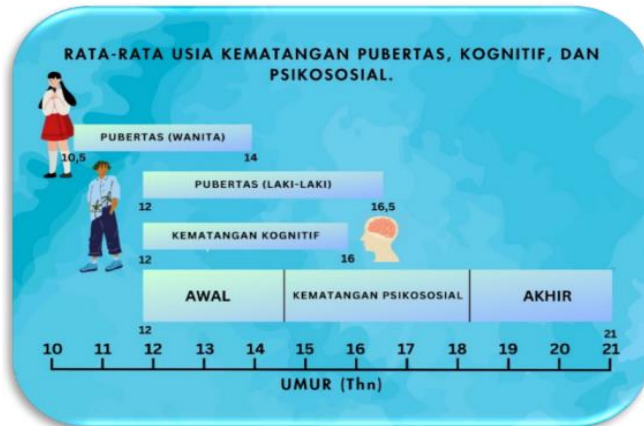 RATA-RATA USIA KEMATANGAN PUBERTAS, KOGNITIF, DAN
PSIKOSOSIAL.
PUBERTAS (WANITA)
10,5 14
PUBERTAS (LAKI-LAKI)
12 16,5
KEMATANGAN KOGNITIF
12 16
AWAL KEMATANGAN PSIKOSOSIAL AKHIR
12 21
10 11 12 13 14 15 16 17 18 19 20 21
UMUR (Thn)